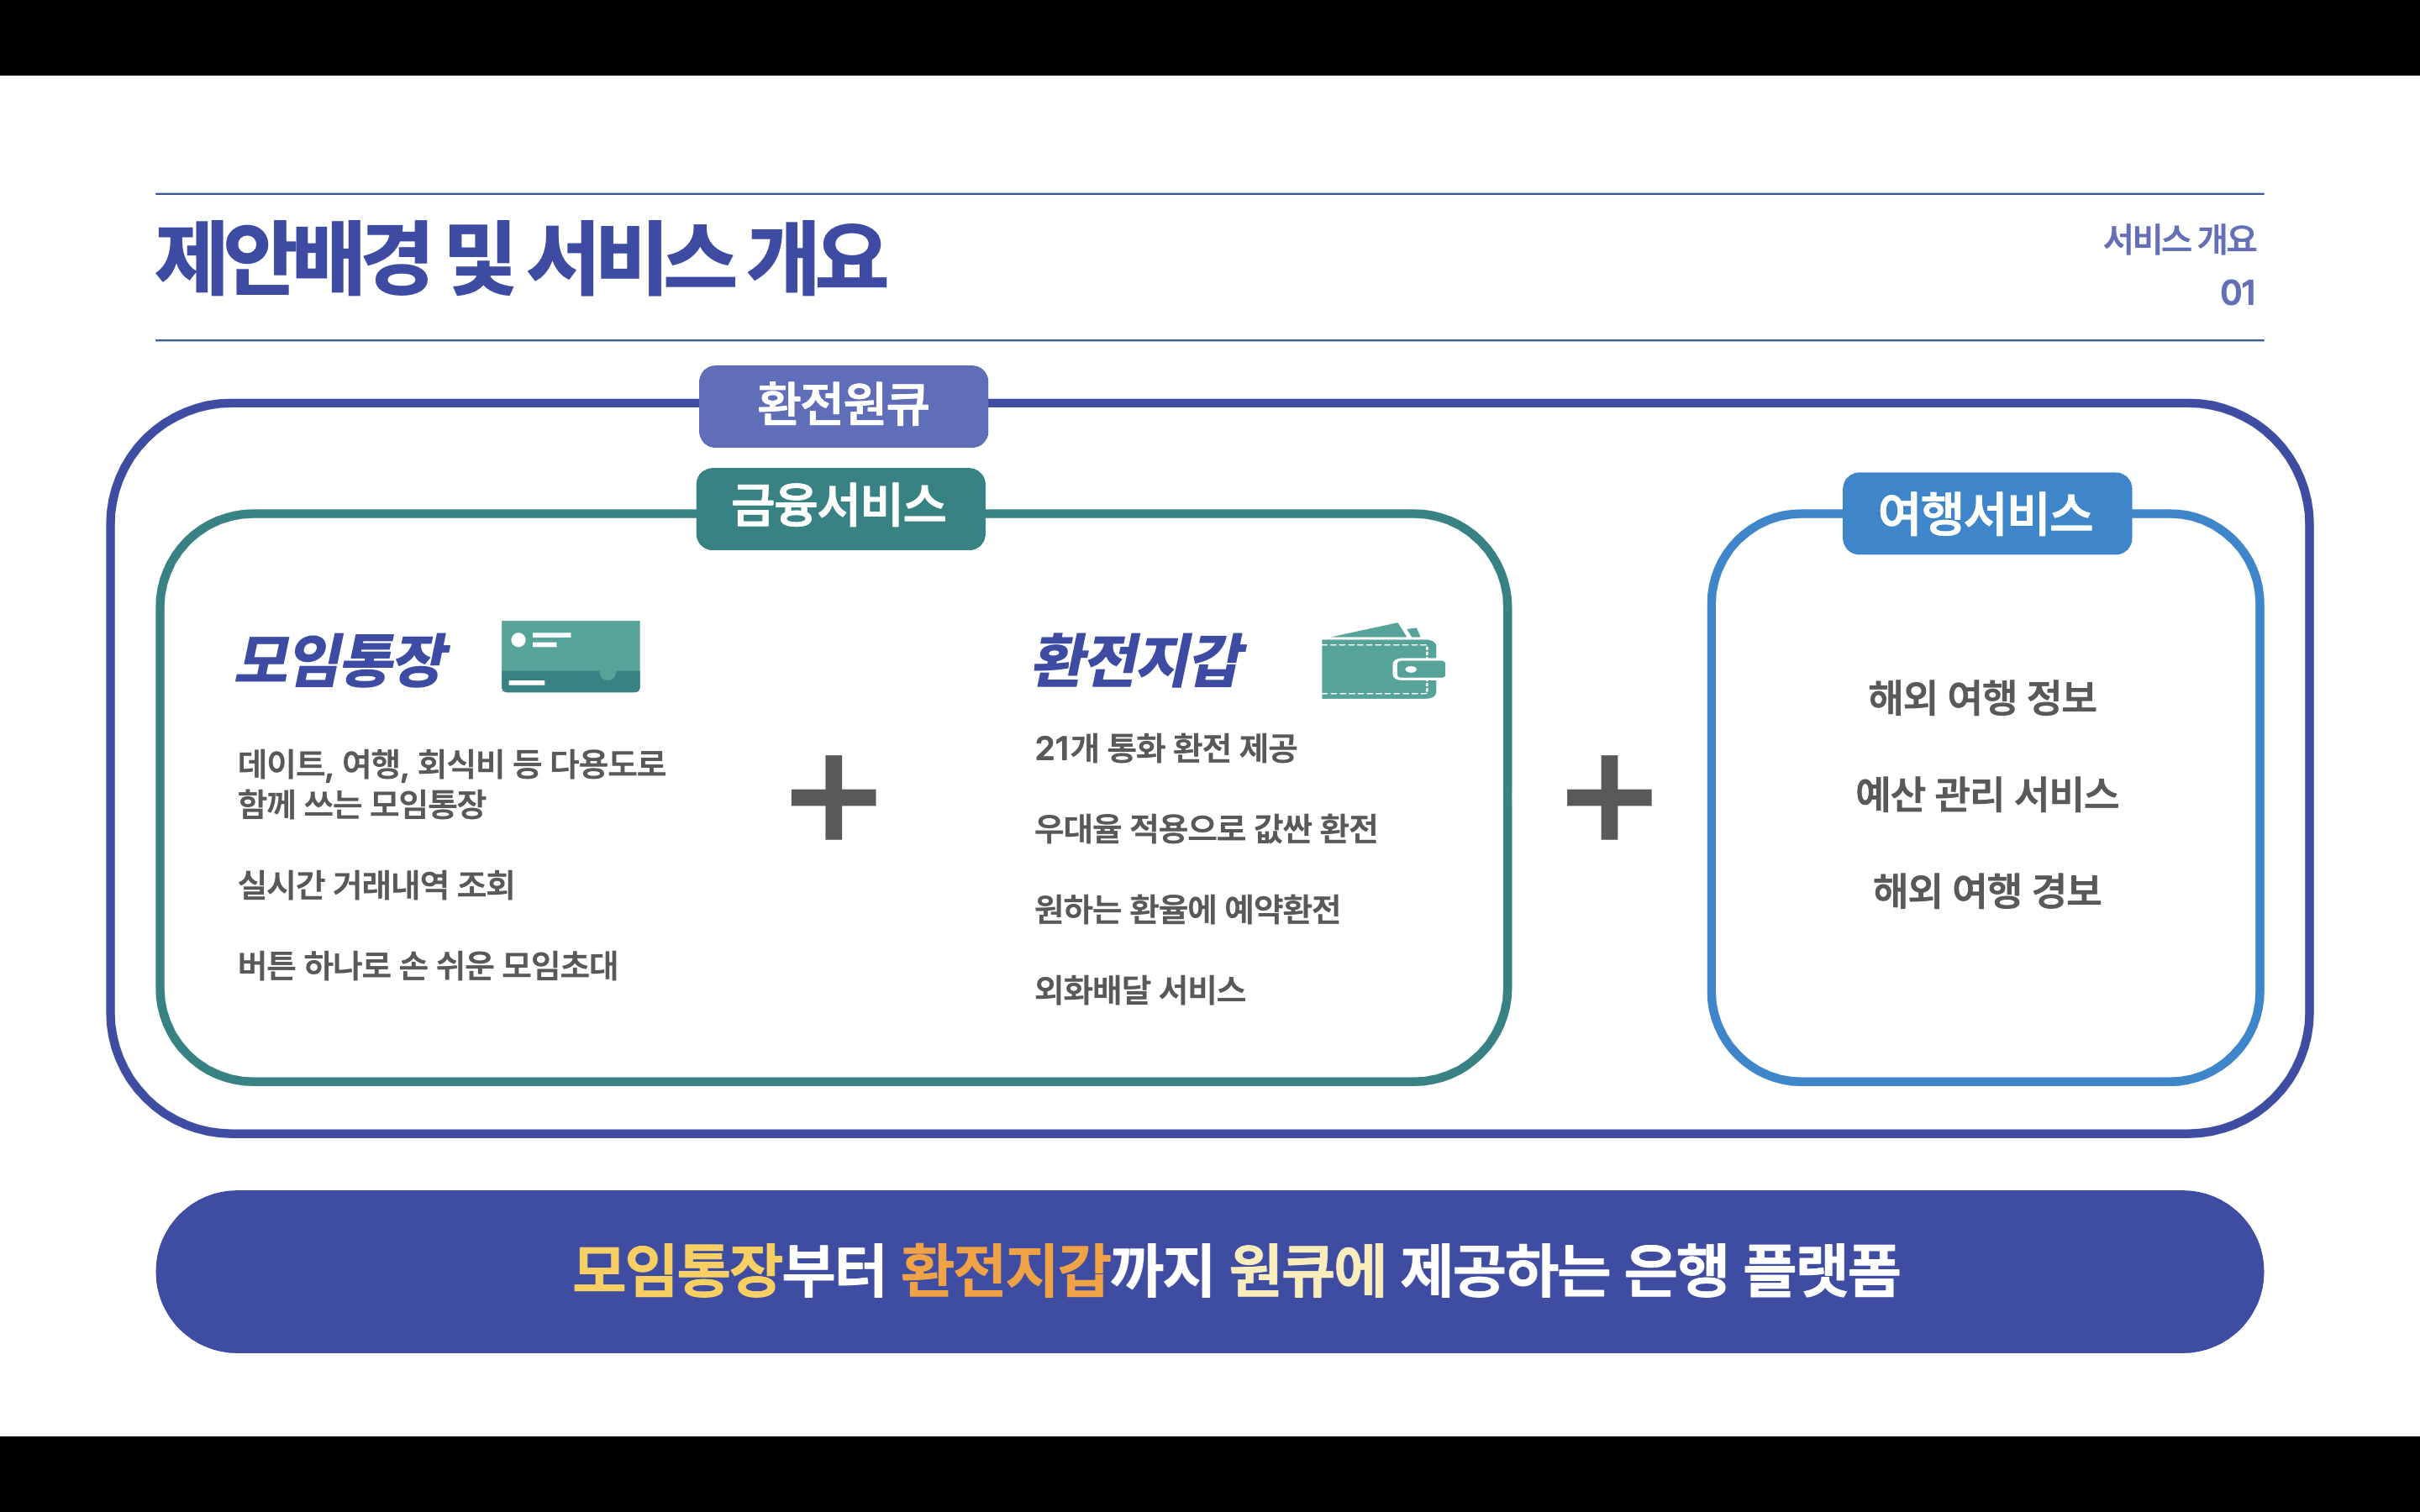 제안배경 및 서비스 개요
서비스 개요
01
환전원큐
금융서비스
여행서비스
모임통장
데이트, 여행, 회식비 등 다용도로
함께 쓰는 모임통장
실시간 거래내역 조회
버튼 하나로 손 쉬운 모임초대
환전지갑
21개 통화 환전 제공
우대율 적용으로 값싼 환전
원하는 환율에 예약환전
외화배달 서비스
해외 여행 정보
예산 관리 서비스
해외 여행 경보
모임통장부터 환전지갑까지 원큐에 제공하는 은행 플랫폼